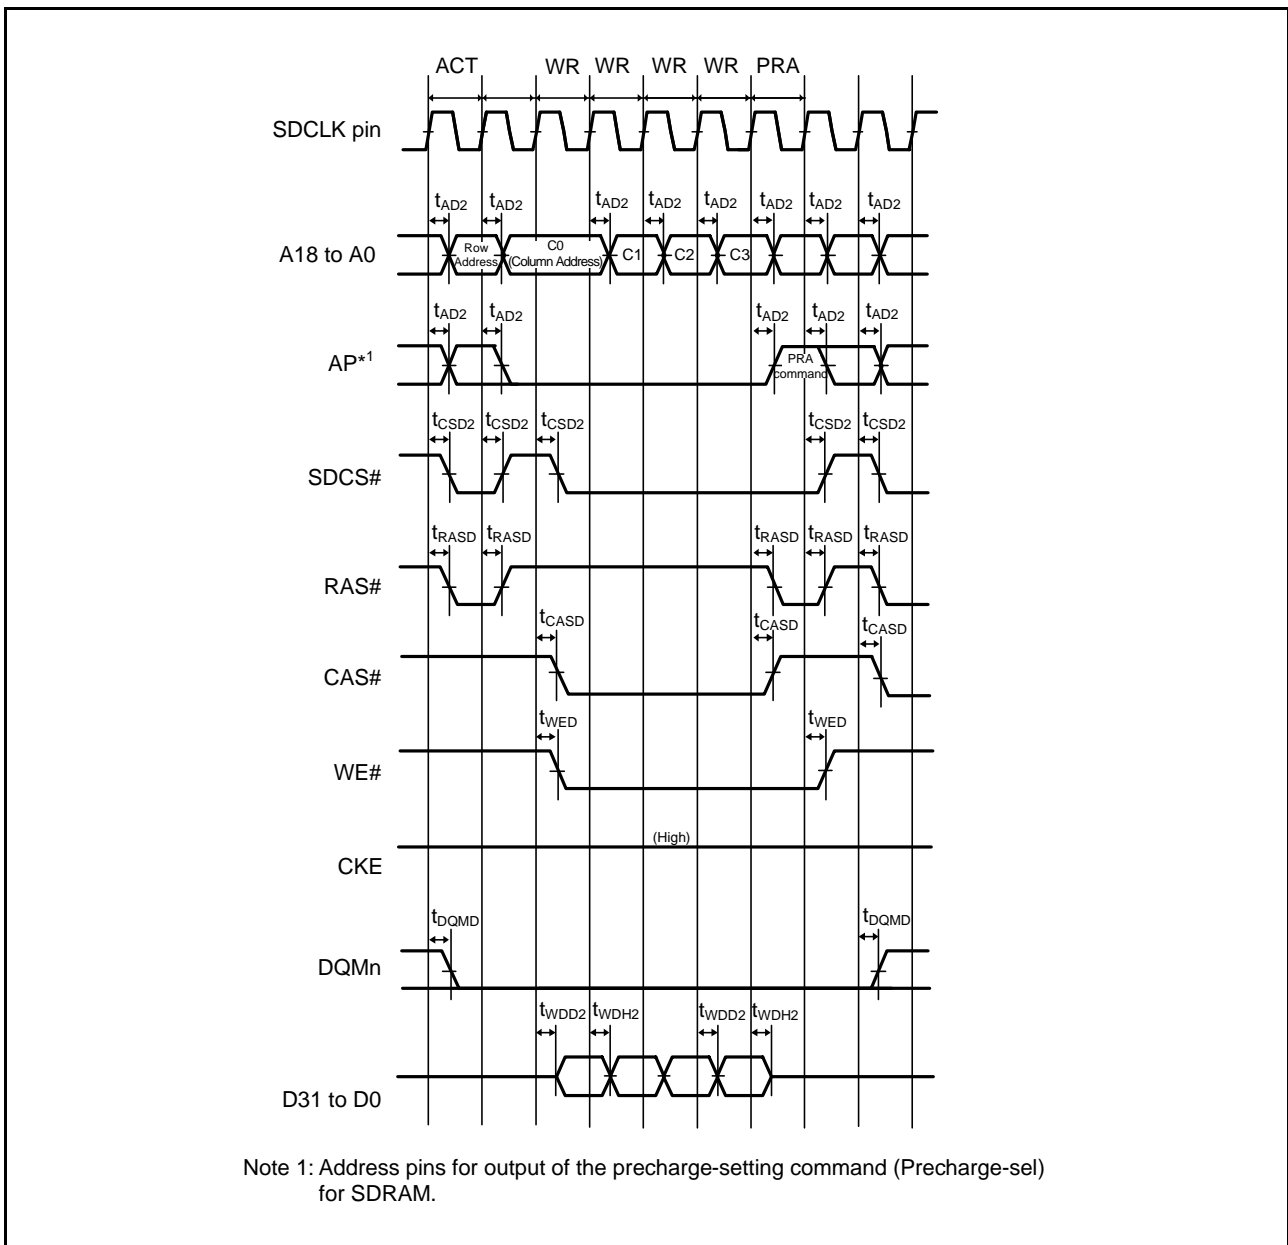 ACT WR WR WR WR PRA
SDCLK pin
tAD2 tAD2 tAD2 tAD2 tAD2 tAD2 tAD2 tAD2
A18 to A0
Row
Address
C0
(Column Address)
C1 C2 C3
tAD2 tAD2 tAD2 tAD2 tAD2
AP*1
PRA
command
tCSD2 tCSD2 tCSD2 tCSD2 tCSD2
SDCS#
tRASD tRASD tRASD tRASD tRASD
RAS#
tCASD tCASD tCASD
CAS#
tWED tWED
WE#
(High)
CKE
tDQMD tDQMD
DQMn
tWDD2 tWDH2 tWDD2 tWDH2
D31 to D0
Note 1: Address pins for output of the precharge-setting command (Precharge-sel)
for SDRAM.